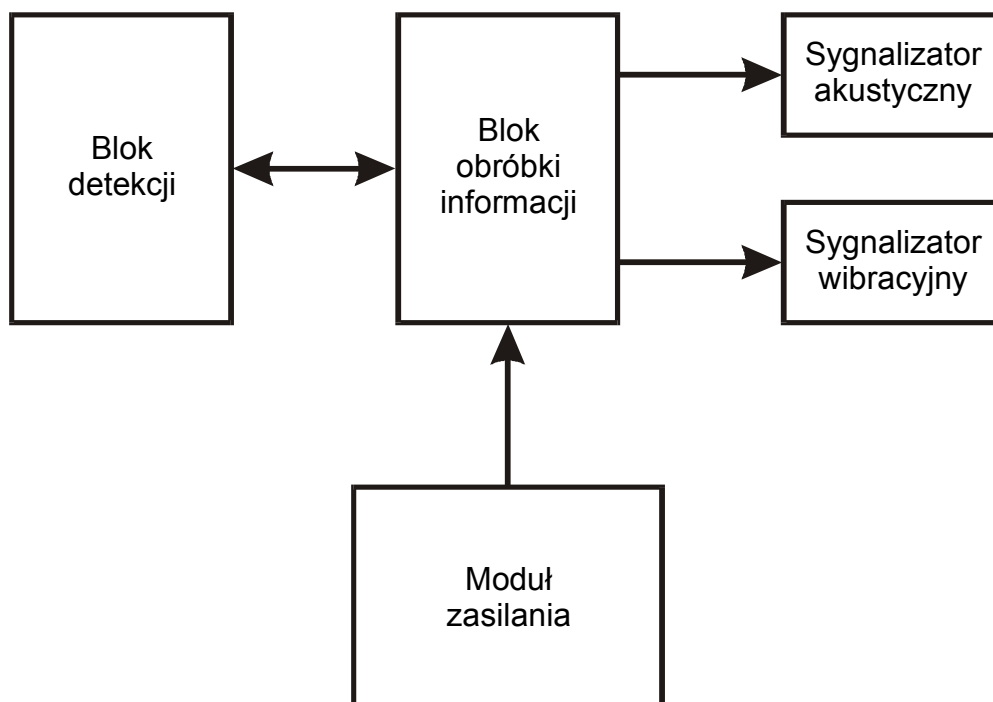 Blok
detekcji
Blok
obróbki
informacji
Sygnalizator
akustyczny
Sygnalizator
wibracyjny
Moduł
zasilania